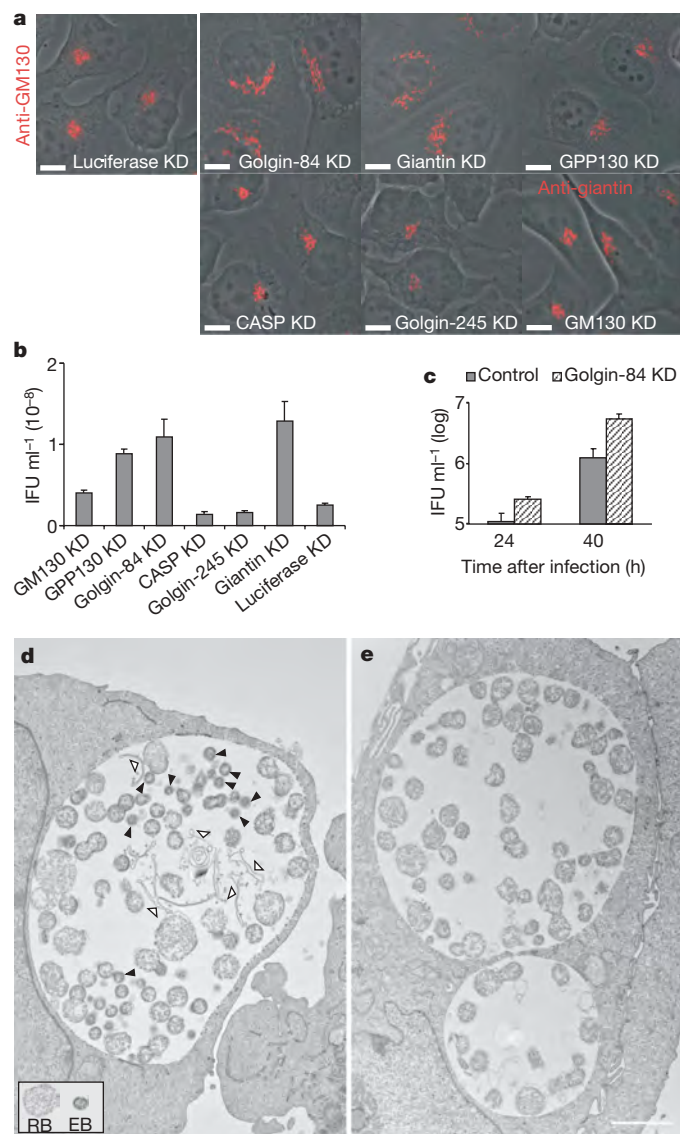 a
Anti-GM130
Luciferase KD
Golgin-84 KD
Giantin KD
GPP130 KD
Anti-giantin
CASP KD
Golgin-245 KD
GM130 KD
b
IFU ml⁻¹ (10⁻⁸)
2
1
0
GM130 KD
GPP130 KD
Golgin-84 KD
CASP KD
Golgin-245 KD
Giantin KD
Luciferase KD
c
Control
Golgin-84 KD
IFU ml⁻¹ (log)
7
6
5
24
40
Time after infection (h)
d
RB
EB
e